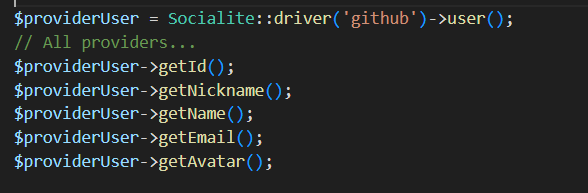 $providerUser = Socialite::driver('github')->user();
// All providers...
$providerUser->getId();
$providerUser->getNickname();
$providerUser->getName();
$providerUser->getEmail();
$providerUser->getAvatar();